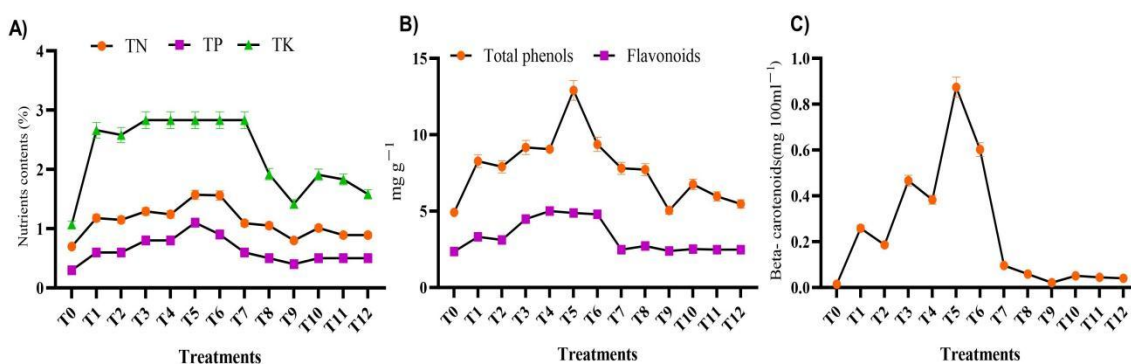 A)
TN TP TK
Nutrients contents (%)
4
3
2
1
0
T0 T1 T2 T3 T4 T5 T6 T7 T8 T9 T10 T11 T12
Treatments
B)
Total phenols Flavonoids
mg g−1
15
10
5
0
T0 T1 T2 T3 T4 T5 T6 T7 T8 T9 T10 T11 T12
Treatments
C)
Beta- carotenoids(mg 100ml−1)
1.0
0.8
0.6
0.4
0.2
0.0
T0 T1 T2 T3 T4 T5 T6 T7 T8 T9 T10 T11 T12
Treatments